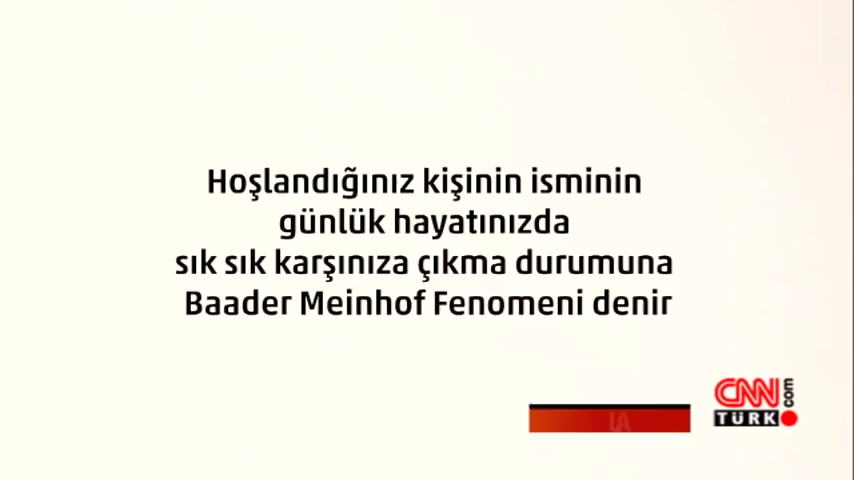 Hoşlandığınız kişinin isminin
günlük hayatınızda
sık sık karşınıza çıkma durumuna
Baader Meinhof Fenomeni denir
CNN
TÜRK
.com